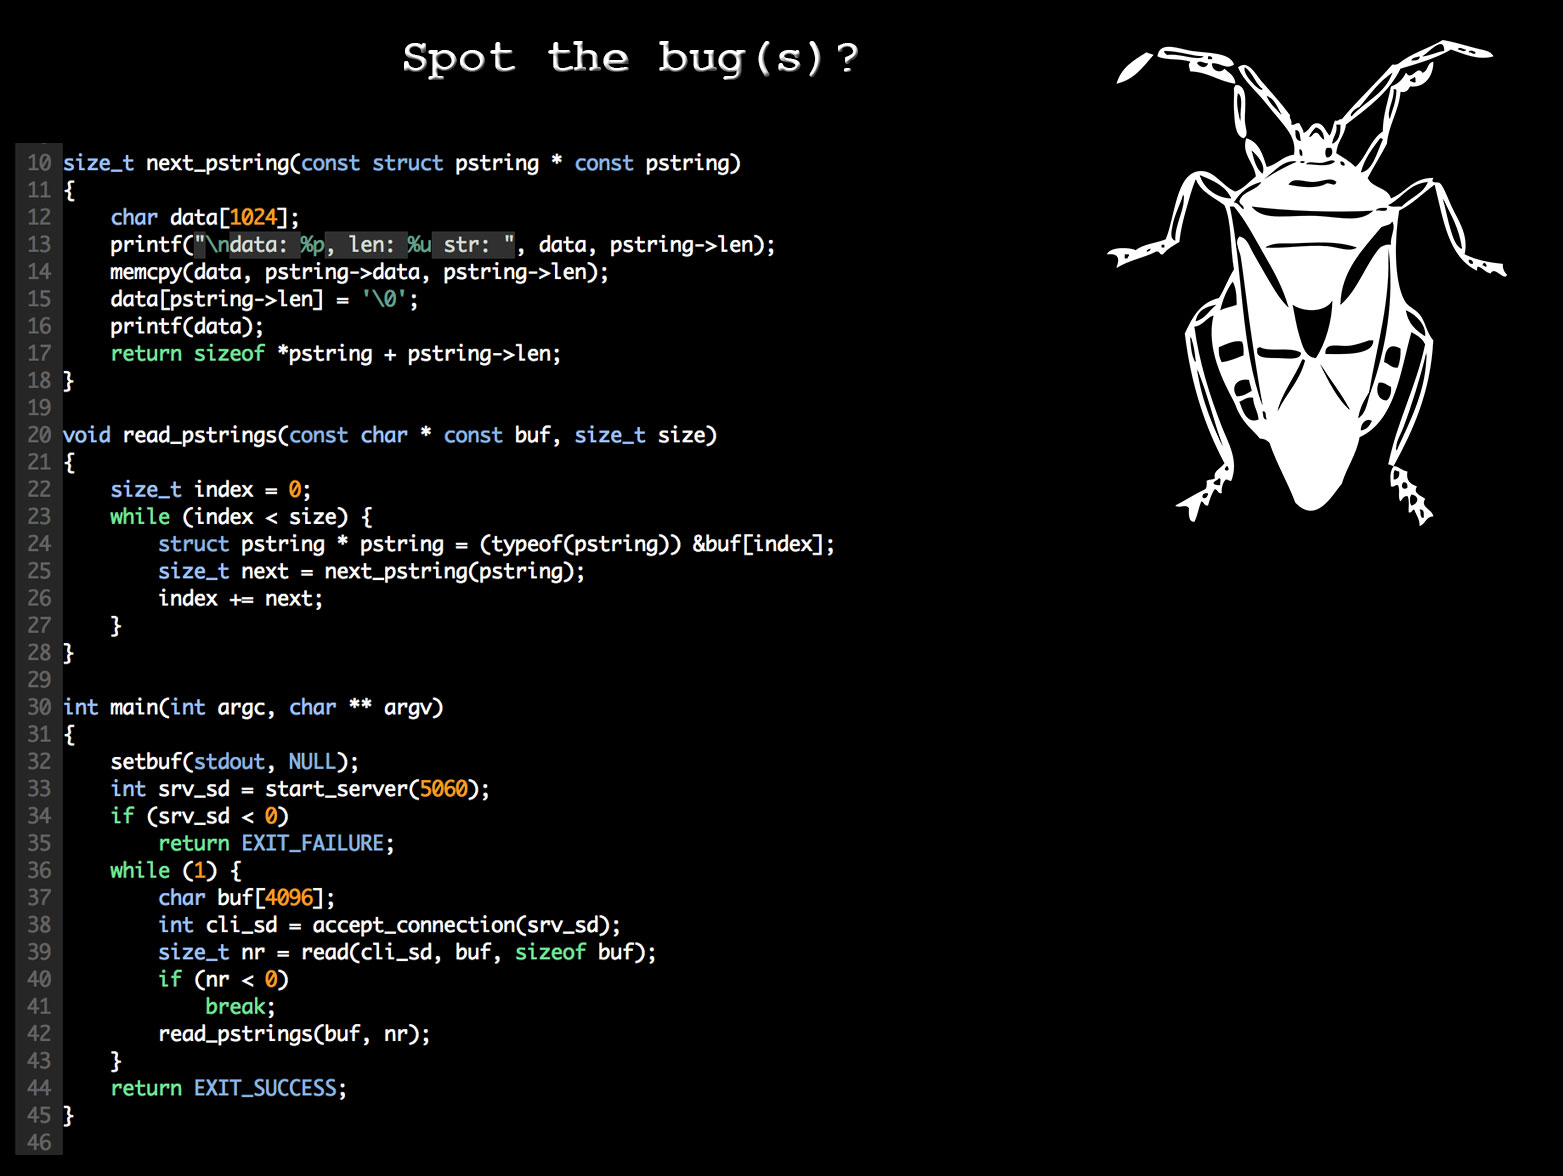 Spot the bug(s)?
10 size_t next_pstring(const struct pstring * const pstring)
11 {
12     char data[1024];
13     printf("\ndata: %p, len: %u str: ", data, pstring->len);
14     memcpy(data, pstring->data, pstring->len);
15     data[pstring->len] = '\0';
16     printf(data);
17     return sizeof *pstring + pstring->len;
18 }
19
20 void read_pstrings(const char * const buf, size_t size)
21 {
22     size_t index = 0;
23     while (index < size) {
24         struct pstring * pstring = (typeof(pstring)) &buf[index];
25         size_t next = next_pstring(pstring);
26         index += next;
27     }
28 }
29
30 int main(int argc, char ** argv)
31 {
32     setbuf(stdout, NULL);
33     int srv_sd = start_server(5060);
34     if (srv_sd < 0)
35         return EXIT_FAILURE;
36     while (1) {
37         char buf[4096];
38         int cli_sd = accept_connection(srv_sd);
39         size_t nr = read(cli_sd, buf, sizeof buf);
40         if (nr < 0)
41             break;
42         read_pstrings(buf, nr);
43     }
44     return EXIT_SUCCESS;
45 }
46